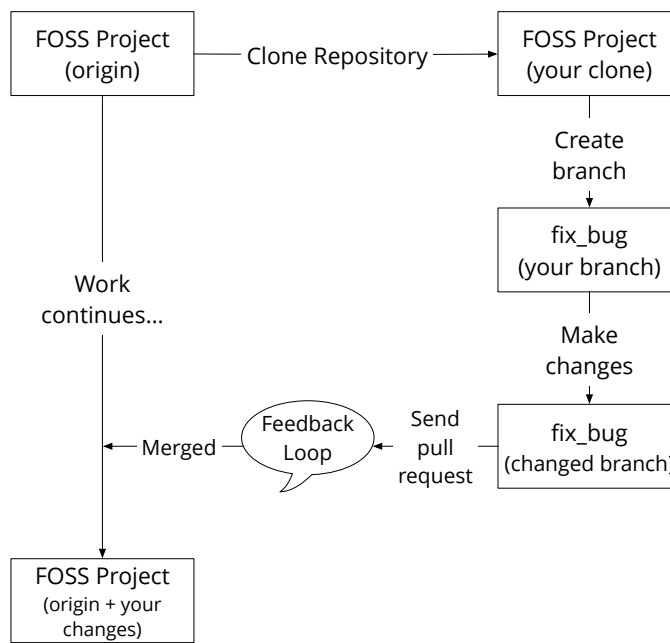 FOSS Project
(origin)
Clone Repository
FOSS Project
(your clone)
Create
branch
fix_bug
(your branch)
Work
continues...
Make
changes
fix_bug
(changed branch)
Send
pull
request
Feedback
Loop
Merged
FOSS Project
(origin + your
changes)